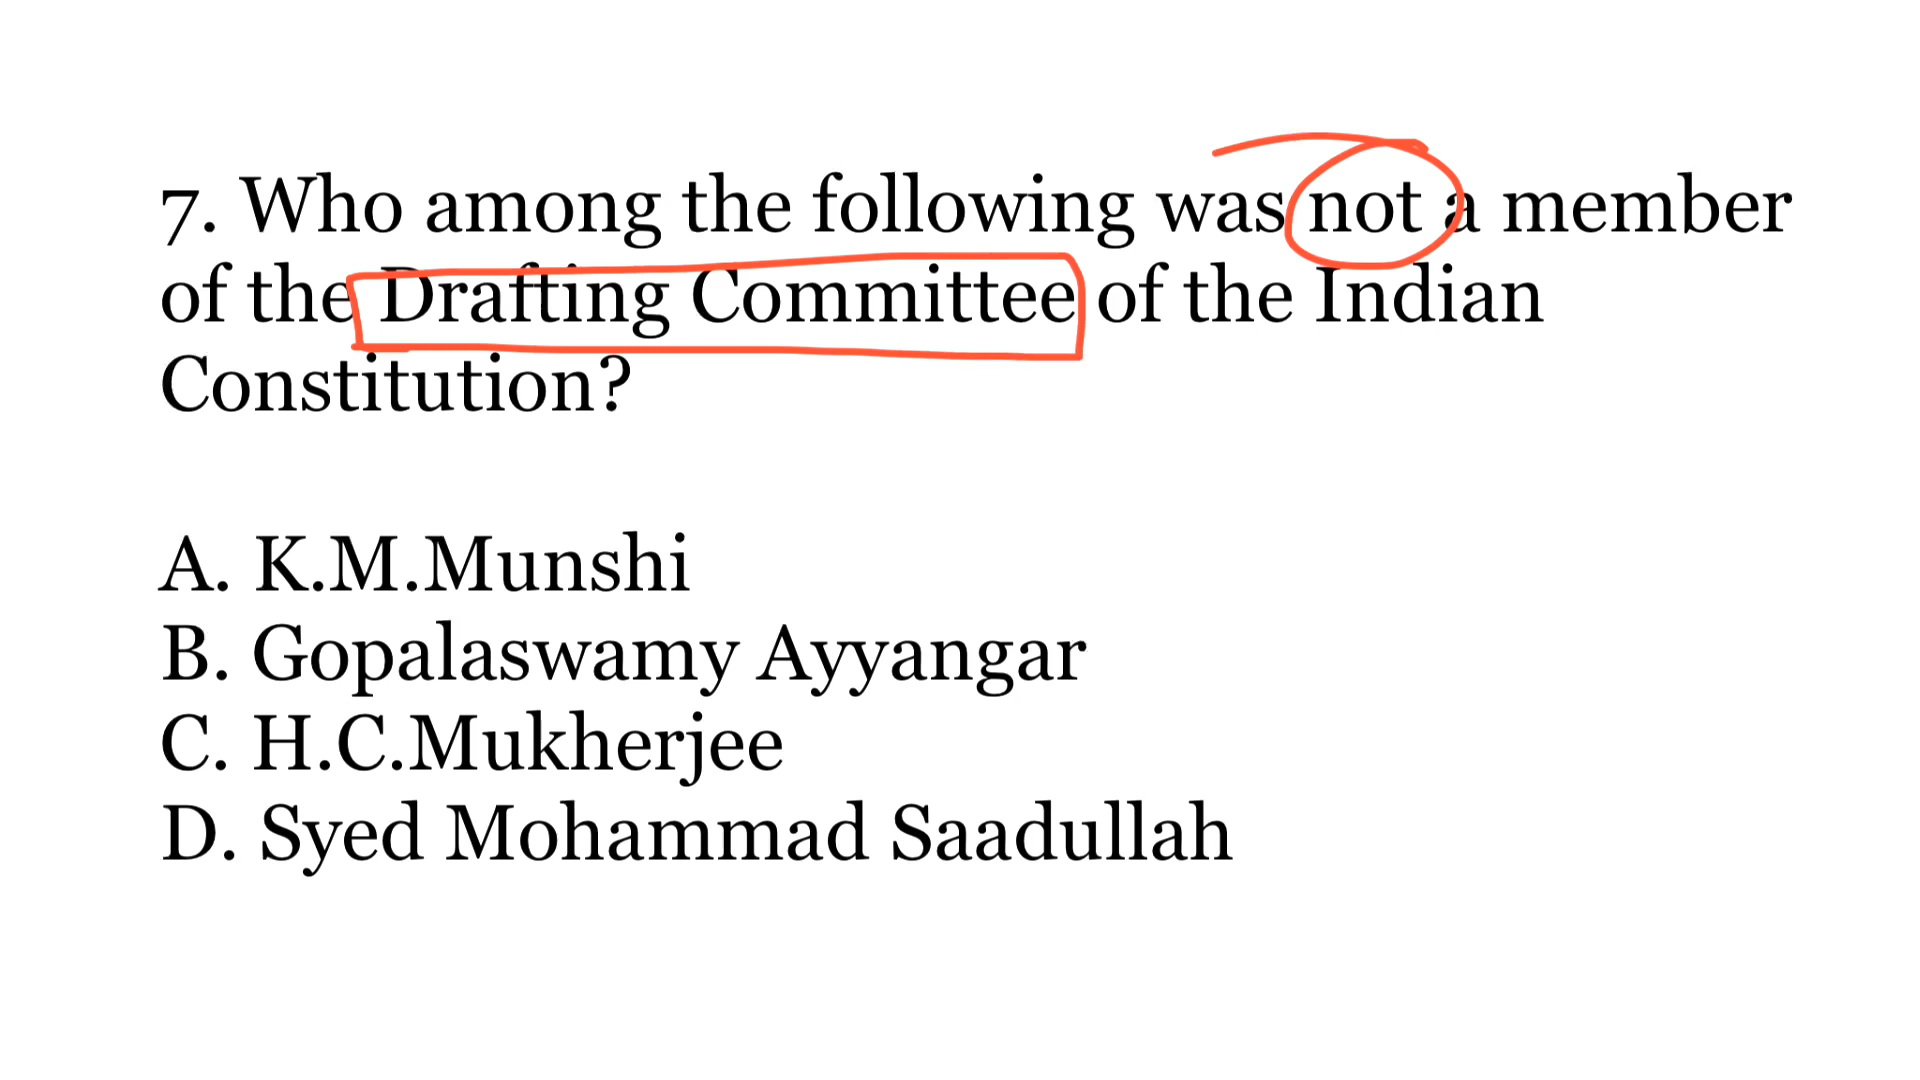 7. Who among the following was not a member
of the Drafting Committee of the Indian
Constitution?
A. K.M.Munshi
B. Gopalaswamy Ayyangar
C. H.C.Mukherjee
D. Syed Mohammad Saadullah